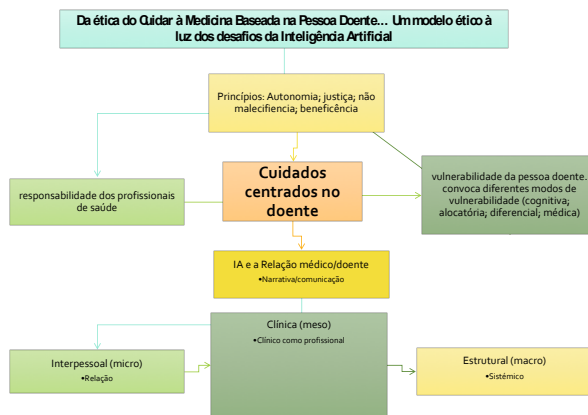 Da ética do Cuidar à Medicina Baseada na Pessoa Doente... Um modelo ético à
luz dos desafios da Inteligência Artificial
Princípios: Autonomia; justiça; não
malecifiencia; beneficência
responsabilidade dos profissionais
de saúde
Cuidados
centrados no
doente
vulnerabilidade da pessoa doente..
convoca diferentes modos de
vulnerabilidade (cognitiva;
alocatória; diferencial; médica)
IA e a Relação médico/doente
•Narrativa/comunicação
Clínica (meso)
•Clínico como profissional
Interpessoal (micro)
•Relação
Estrutural (macro)
•Sistémico